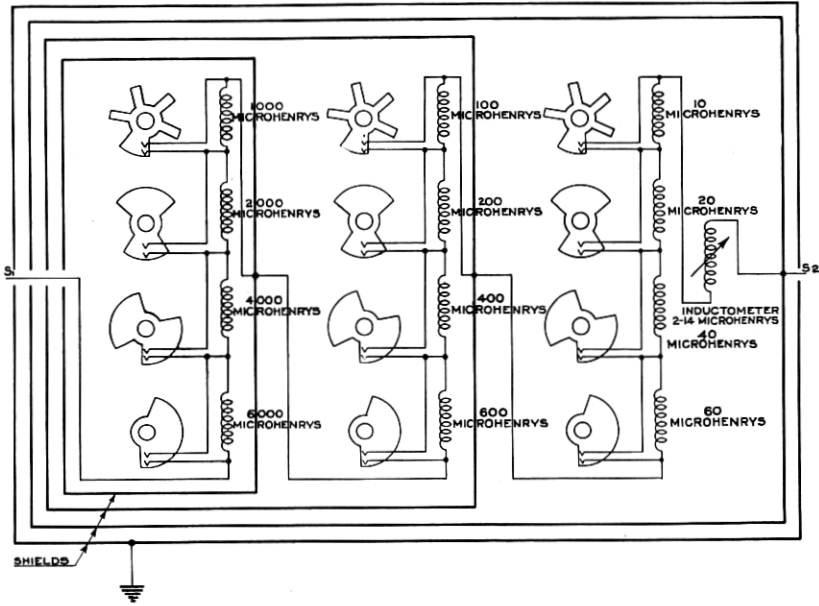 1000
MICROHENRYS
100
MICROHENRYS
10
MICROHENRYS
2000
MICROHENRYS
200
MICROHENRYS
20
MICROHENRYS
S1
S2
4000
MICROHENRYS
400
MICROHENRYS
INDUCTOMETER
2-14 MICROHENRYS
40
MICROHENRYS
6000
MICROHENRYS
600
MICROHENRYS
60
MICROHENRYS
SHIELDS